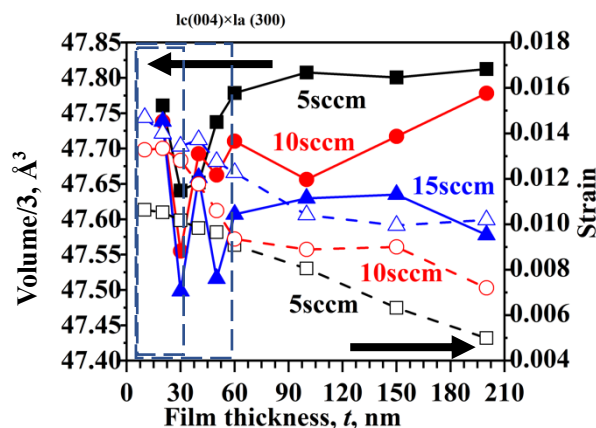 lc(004)×la (300)
47.85
47.80
47.75
47.70
47.65
47.60
47.55
47.50
47.45
47.40
Volume/3, Å³
0.018
0.016
0.014
0.012
0.010
0.008
0.006
0.004
Strain
5sccm
10sccm
15sccm
10sccm
5sccm
0 30 60 90 120 150 180 210
Film thickness, t, nm